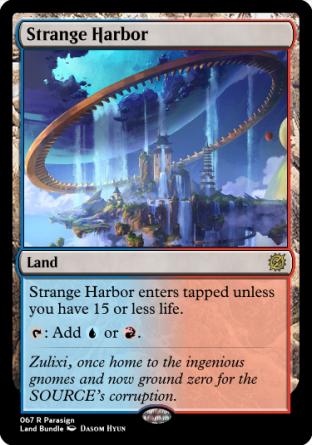 Strange Harbor
Land
Strange Harbor enters tapped unless
you have 15 or less life.
: Add or .
Zulixi, once home to the ingenious
gnomes and now ground zero for the
SOURCE's corruption.
067 R Parasign
Land Bundle Dasom Hyun